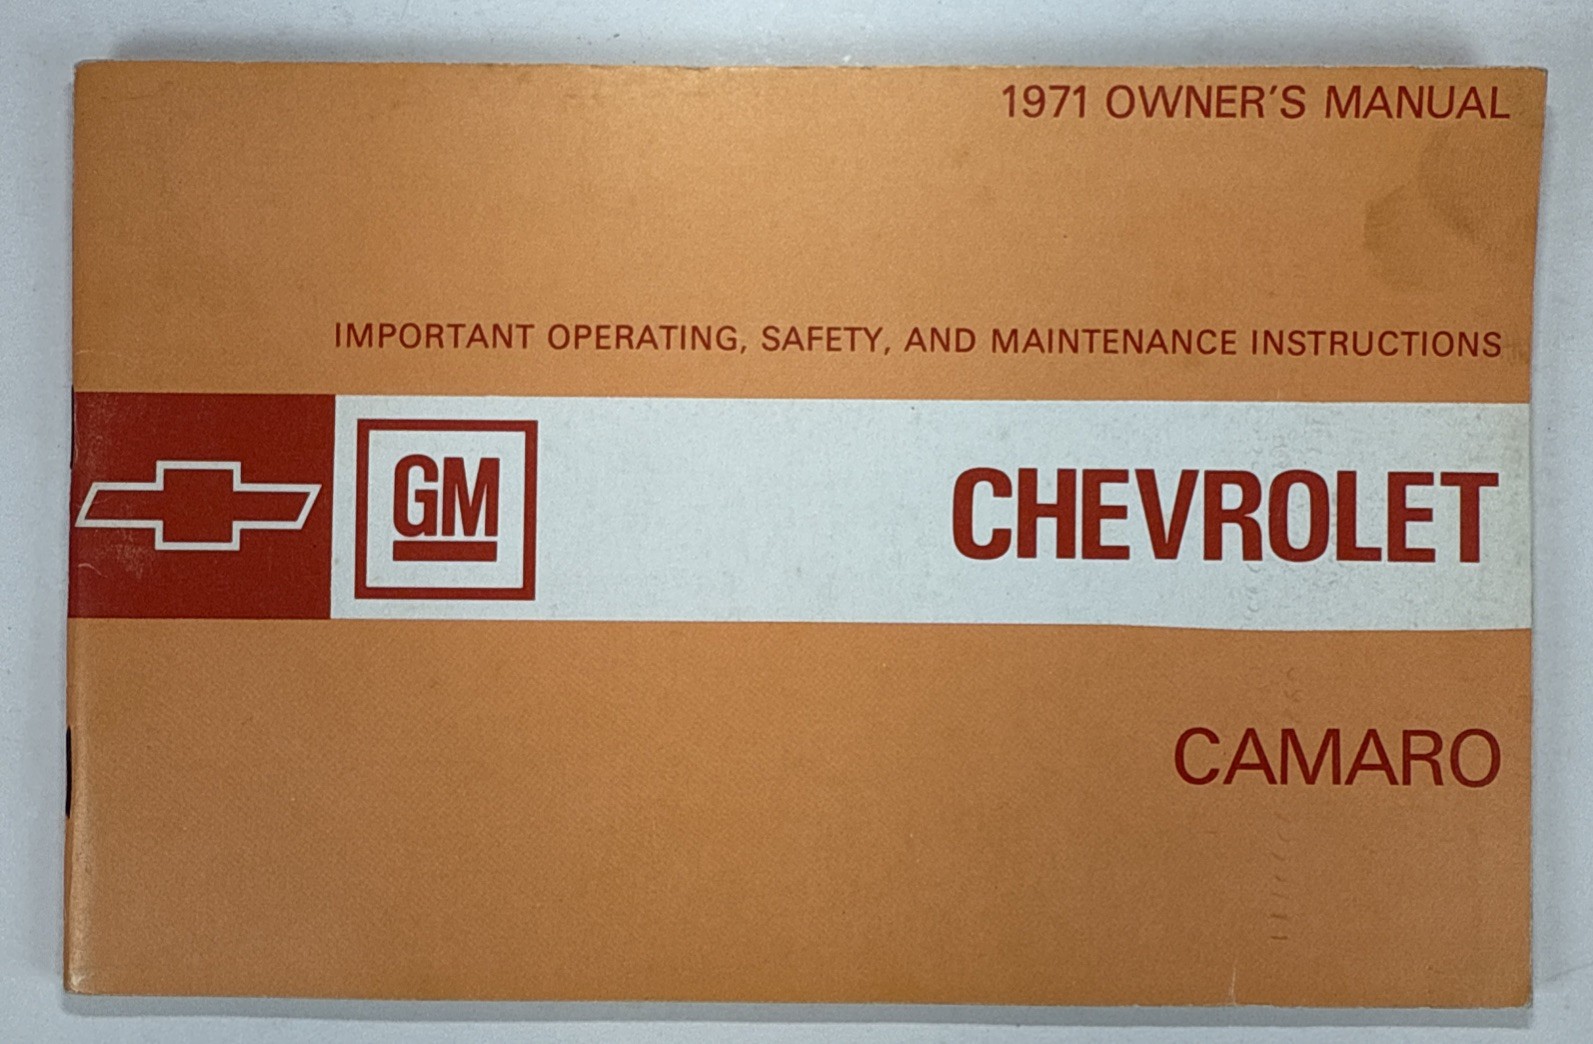 1971 OWNER'S MANUAL
IMPORTANT OPERATING, SAFETY, AND MAINTENANCE INSTRUCTIONS
GM
CHEVROLET
CAMARO